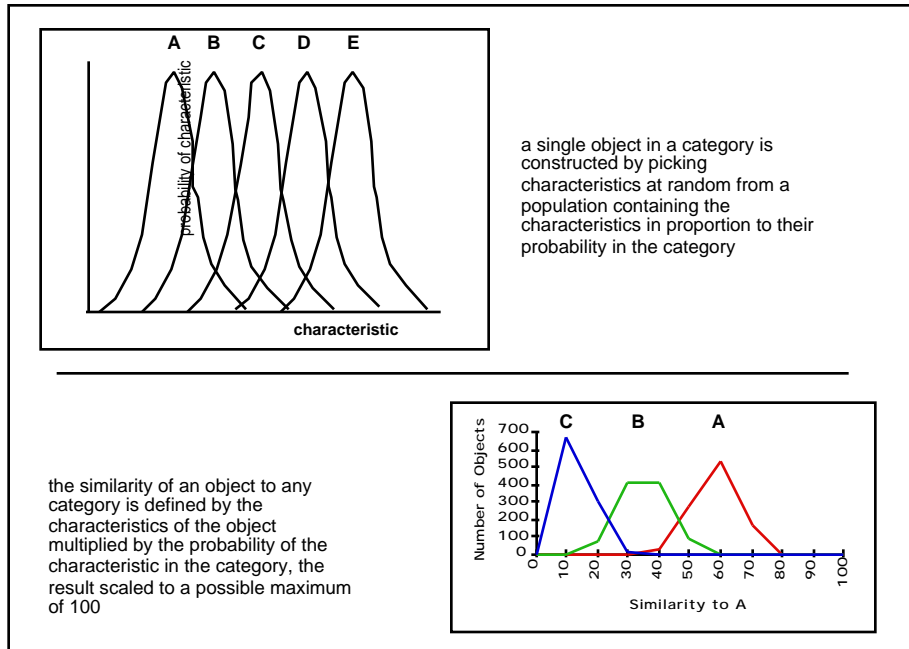 A B C D E
probability of characteristic
characteristic
a single object in a category is
constructed by picking
characteristics at random from a
population containing the
characteristics in proportion to their
probability in the category
the similarity of an object to any
category is defined by the
characteristics of the object
multiplied by the probability of the
characteristic in the category, the
result scaled to a possible maximum
of 100
C B A
Number of Objects
700
600
500
400
300
200
100
0
0 10 20 30 40 50 60 70 80 90 100
Similarity to A